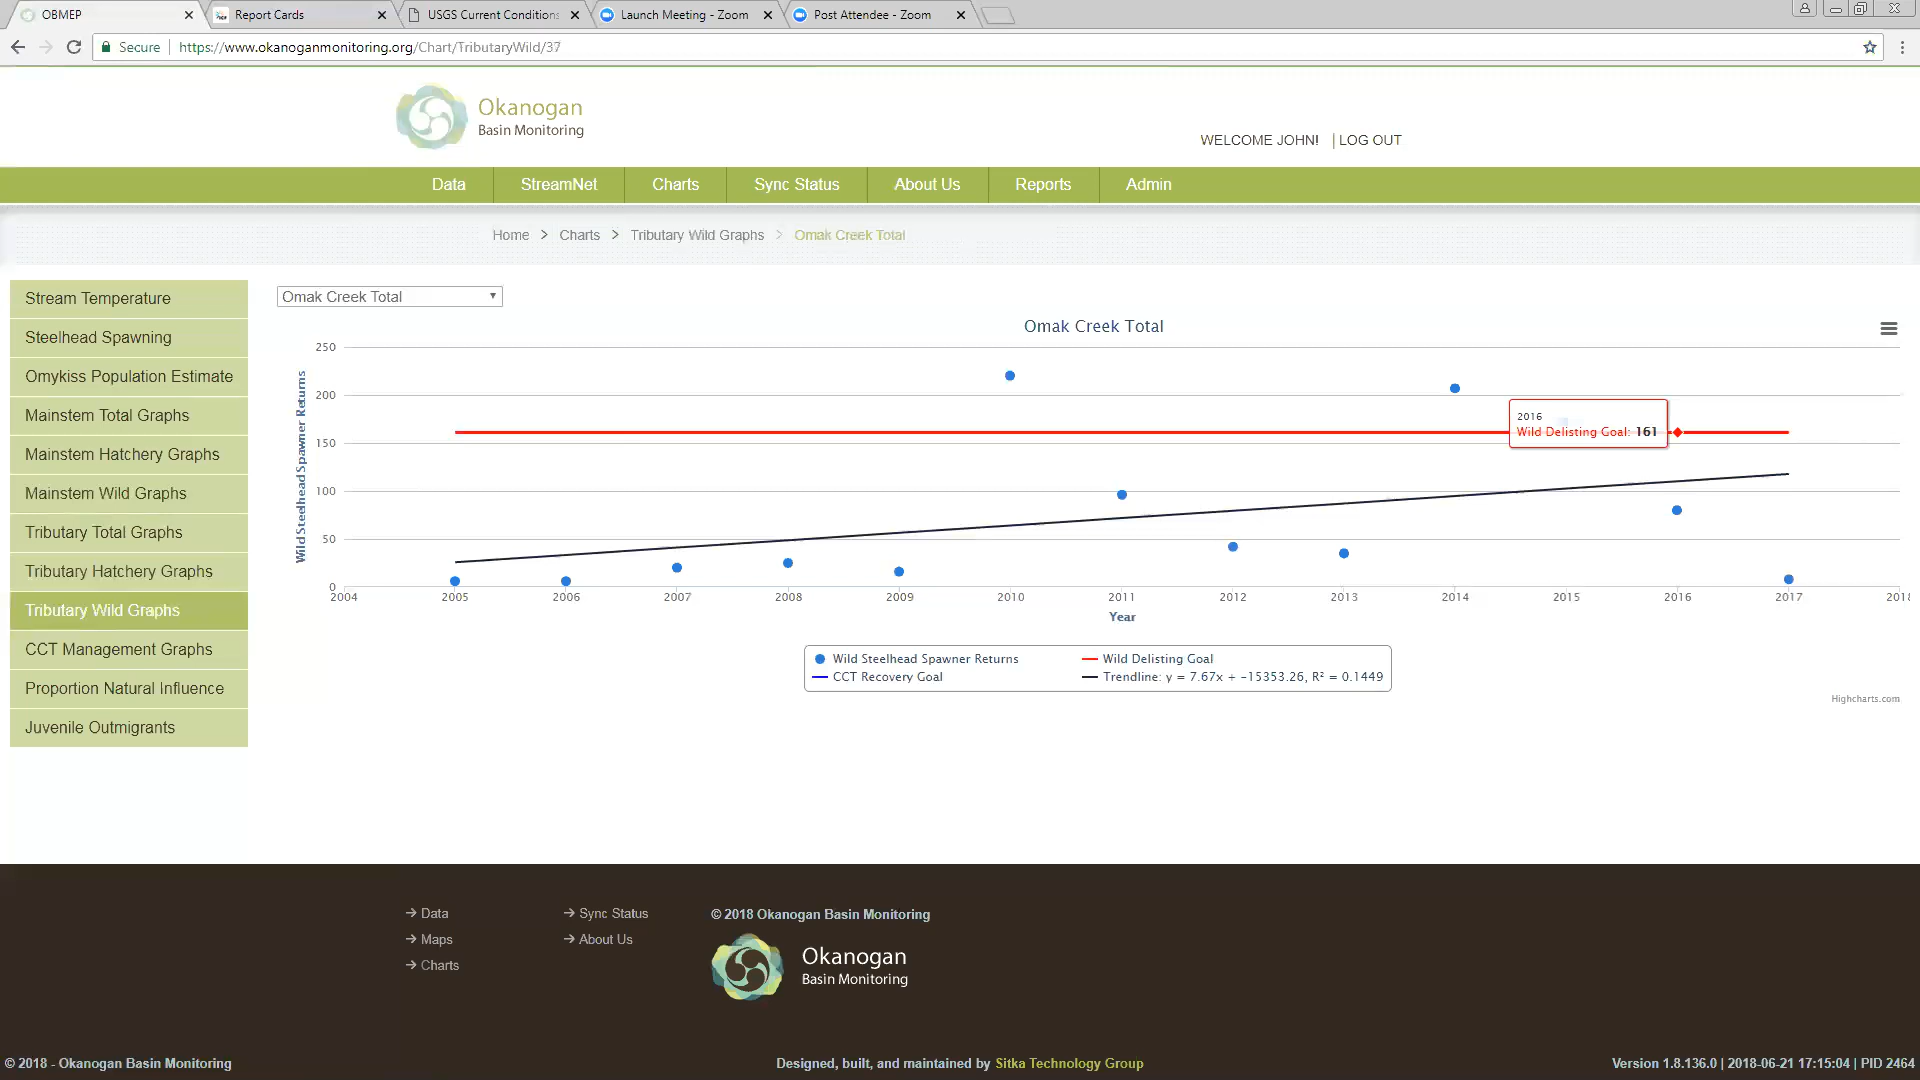 OBMEP
Report Cards
USGS Current Conditions
Launch Meeting - Zoom
Post Attendee - Zoom
Secure https://www.okanoganmonitoring.org/Chart/TributaryWild/37
Okanogan
Basin Monitoring
WELCOME JOHN! | LOG OUT
Data StreamNet Charts Sync Status About Us Reports Admin
Home > Charts > Tributary Wild Graphs > Omak Creek Total
Stream Temperature
Steelhead Spawning
Omykiss Population Estimate
Mainstem Total Graphs
Mainstem Hatchery Graphs
Mainstem Wild Graphs
Tributary Total Graphs
Tributary Hatchery Graphs
Tributary Wild Graphs
CCT Management Graphs
Proportion Natural Influence
Juvenile Outmigrants
Omak Creek Total
Omak Creek Total
Wild Steelhead Spawner Returns
250
200
150
100
50
0
2016
Wild Delisting Goal: 161
2004 2005 2006 2007 2008 2009 2010 2011 2012 2013 2014 2015 2016 2017 2018
Year
Wild Steelhead Spawner Returns
Wild Delisting Goal
CCT Recovery Goal
Trendline: y = 7.67x + -15353.26, R² = 0.1449
Highcharts.com
→ Data
→ Maps
→ Charts
→ Sync Status
→ About Us
© 2018 Okanogan Basin Monitoring
Okanogan
Basin Monitoring
© 2018 - Okanogan Basin Monitoring
Designed, built, and maintained by Sitka Technology Group
Version 1.8.136.0 | 2018-06-21 17:15:04 | PID 2464